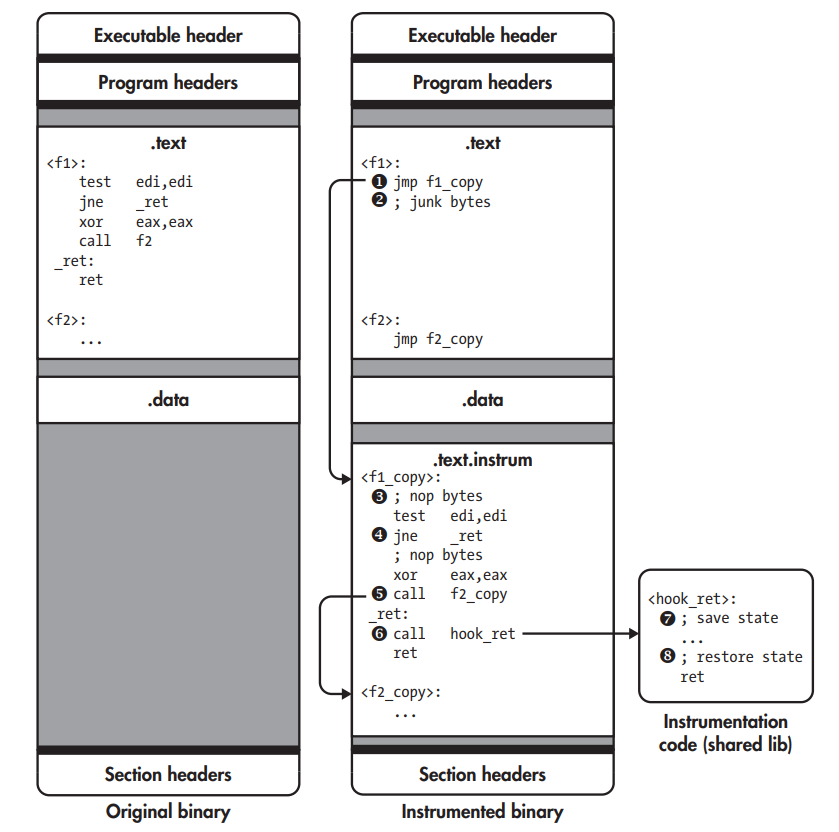 Executable header
Program headers
.text
<f1>:
test edi,edi
jne _ret
xor eax,eax
call f2
_ret:
ret
<f2>:
...
.data
Section headers
Original binary
Executable header
Program headers
.text
<f1>:
❶ jmp f1_copy
❷ ; junk bytes
<f2>:
jmp f2_copy
.data
.text.instrum
<f1_copy>:
❸ ; nop bytes
test edi,edi
❹ jne _ret
; nop bytes
xor eax,eax
❺ call f2_copy
_ret:
❻ call hook_ret
ret
<f2_copy>:
...
Section headers
Instrumented binary
<hook_ret>:
❼ ; save state
...
❽ ; restore state
ret
Instrumentation
code (shared lib)